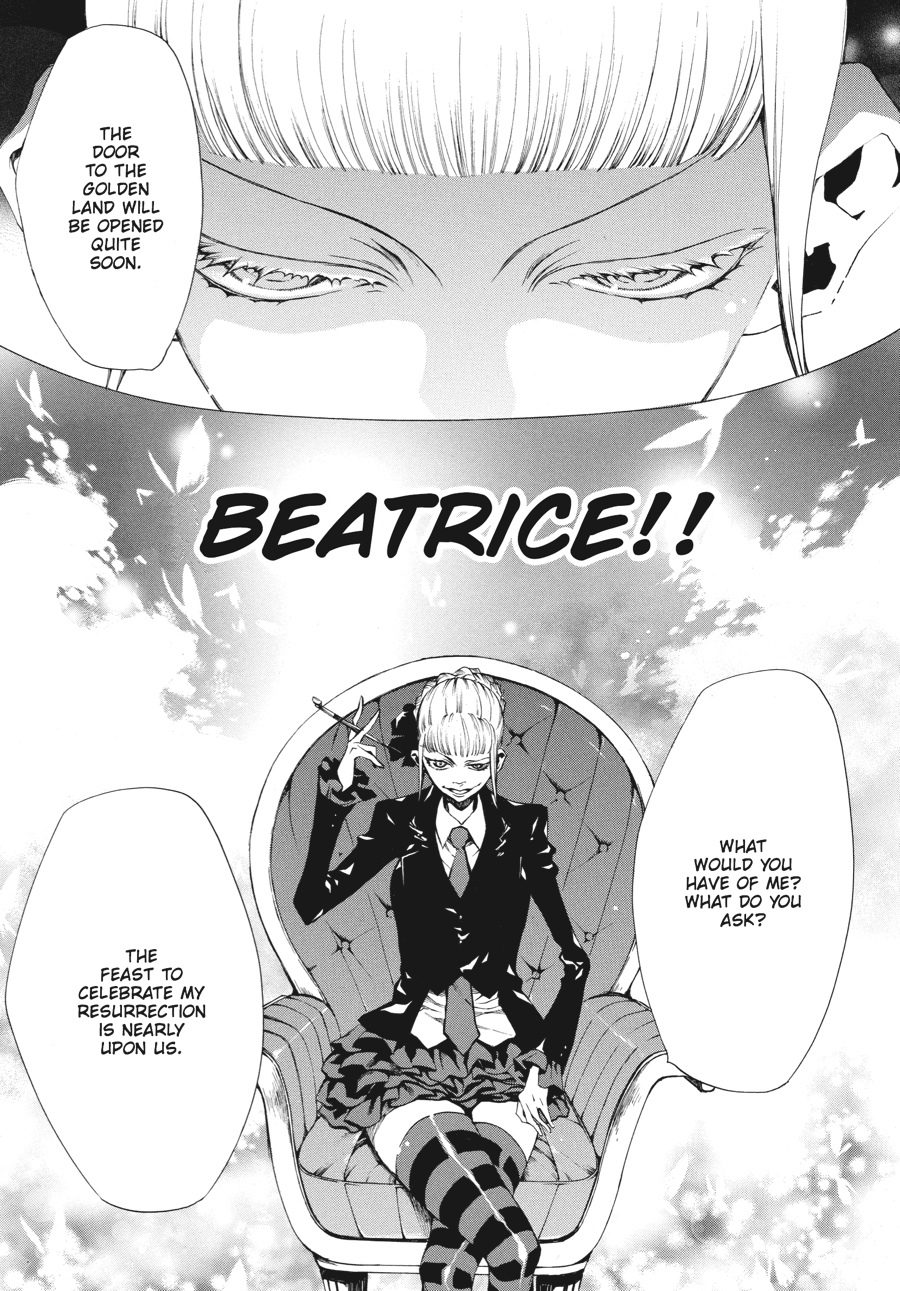 THE
DOOR
TO THE
GOLDEN
LAND WILL
BE OPENED
QUITE
SOON.
BEATRICE!!
WHAT
WOULD YOU
HAVE OF ME?
WHAT DO YOU
ASK?
THE
FEAST TO
CELEBRATE MY
RESURRECTION
IS NEARLY
UPON US.